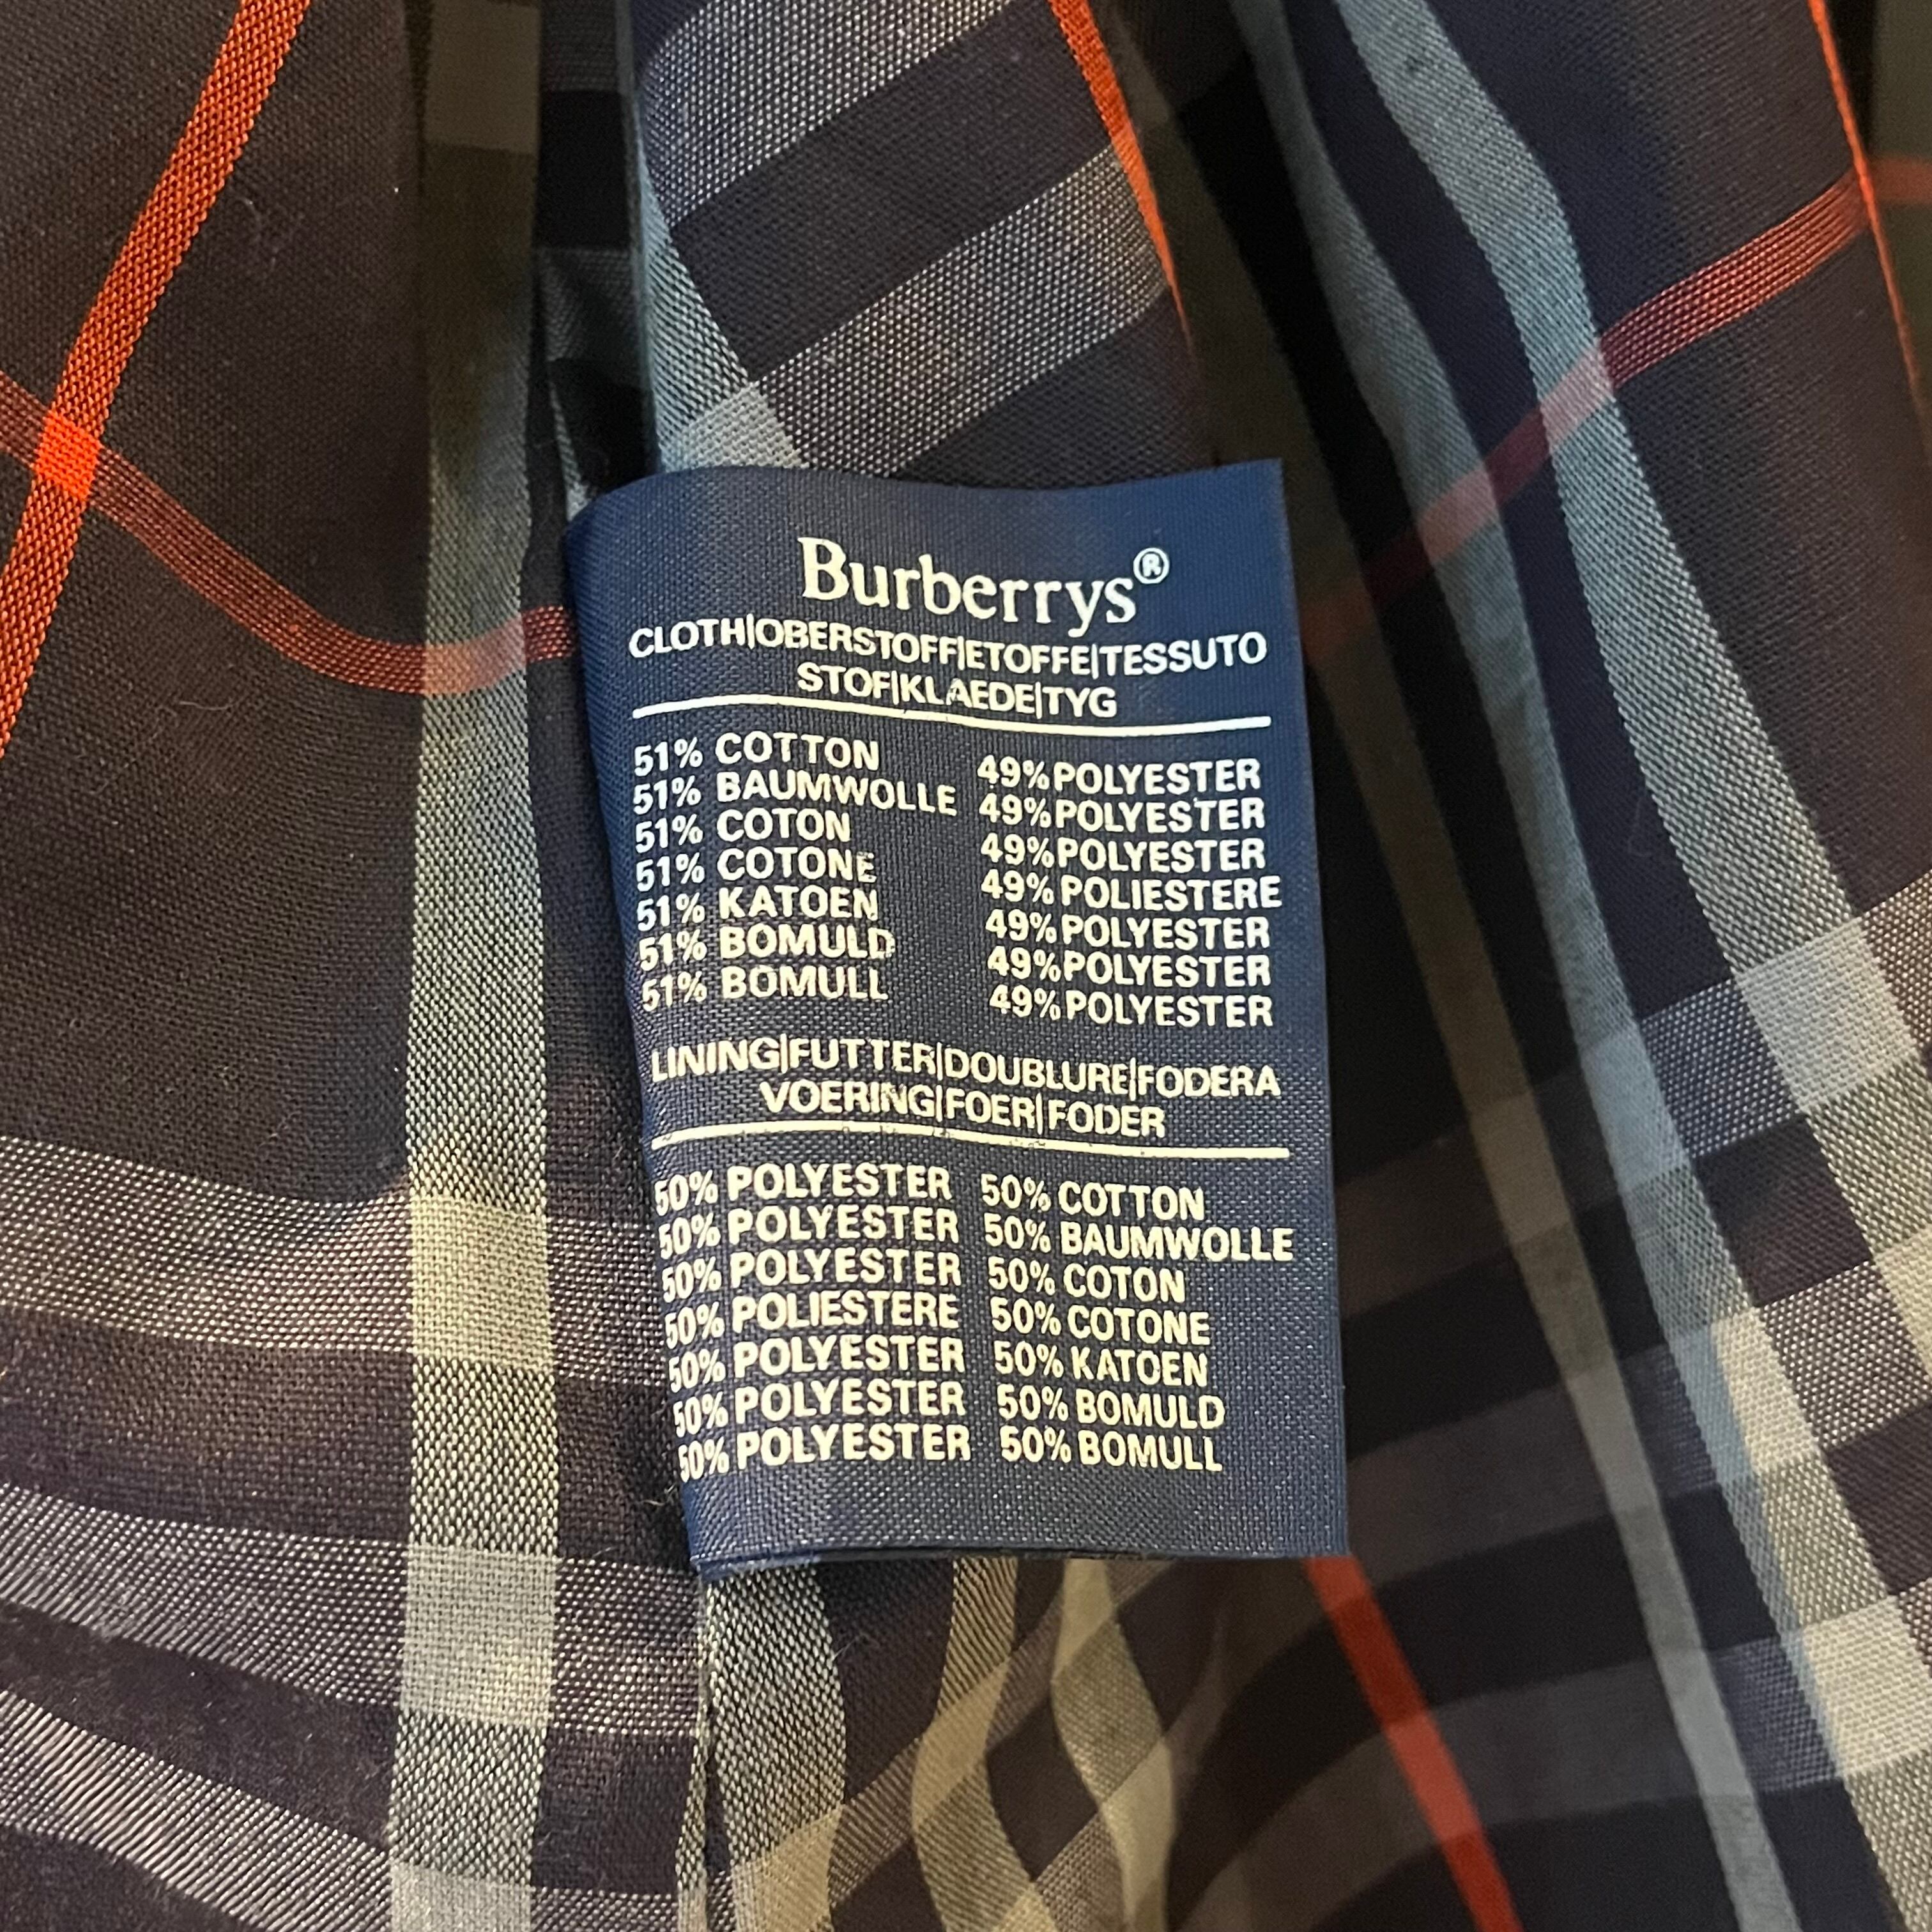 Burberrys®
CLOTH|OBERSTOFF|ETOFFE|TESSUTO
STOF|KLAEDE|TYG
51% COTTON 49% POLYESTER
51% BAUMWOLLE 49% POLYESTER
51% COTON 49% POLYESTER
51% COTONE 49% POLIESTERE
51% KATOEN 49% POLYESTER
51% BOMULD 49% POLYESTER
51% BOMULL 49% POLYESTER
LINING|FUTTER|DOUBLURE|FODERA
VOERING|FOER|FODER
50% POLYESTER 50% COTTON
50% POLYESTER 50% BAUMWOLLE
50% POLYESTER 50% COTON
50% POLIESTERE 50% COTONE
50% POLYESTER 50% KATOEN
50% POLYESTER 50% BOMULD
50% POLYESTER 50% BOMULL